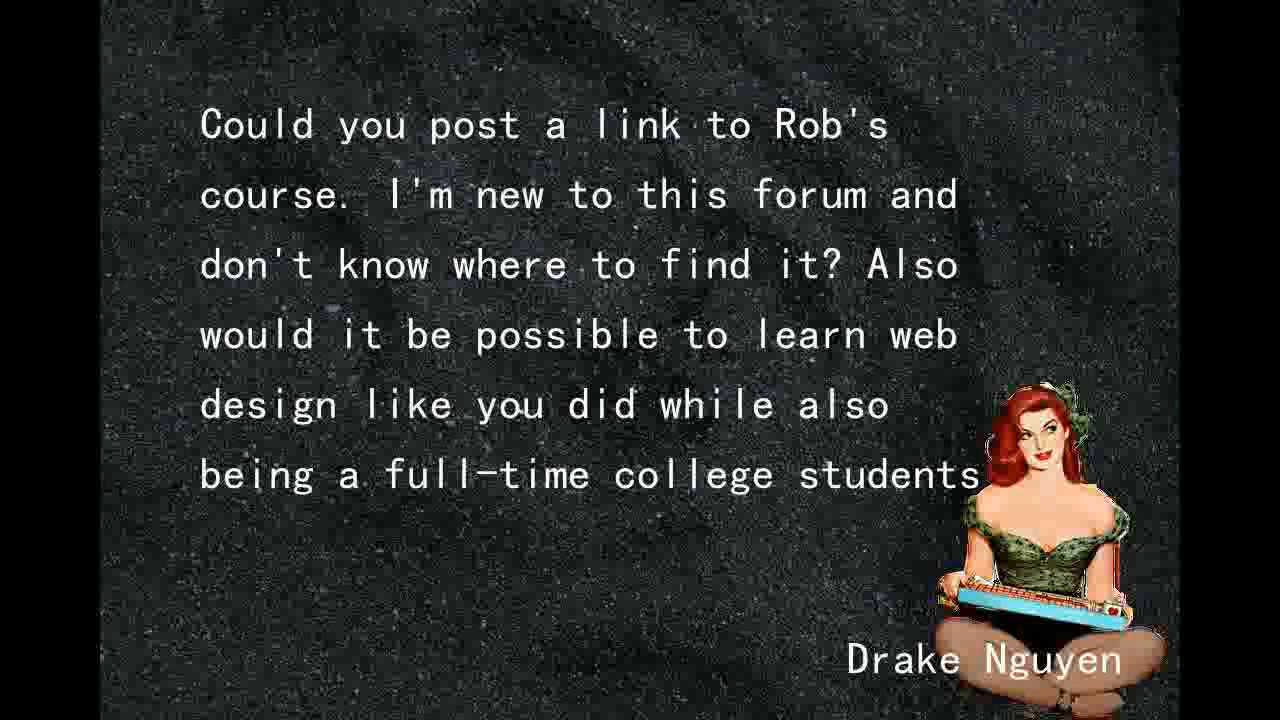 Could you post a link to Rob's
course. I'm new to this forum and
don't know where to find it? Also
would it be possible to learn web
design like you did while also
being a full-time college students
Drake Nguyen